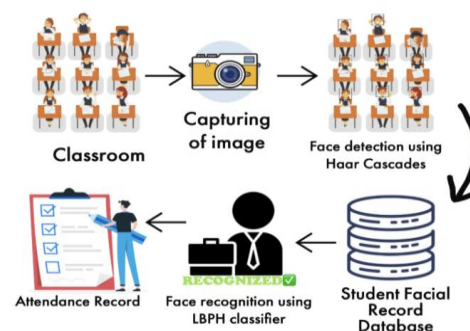 Classroom
Capturing
of image
Face detection using
Haar Cascades
Student Facial
Record
Database
RECOGNIZED
Face recognition using
LBPH classifier
Attendance Record